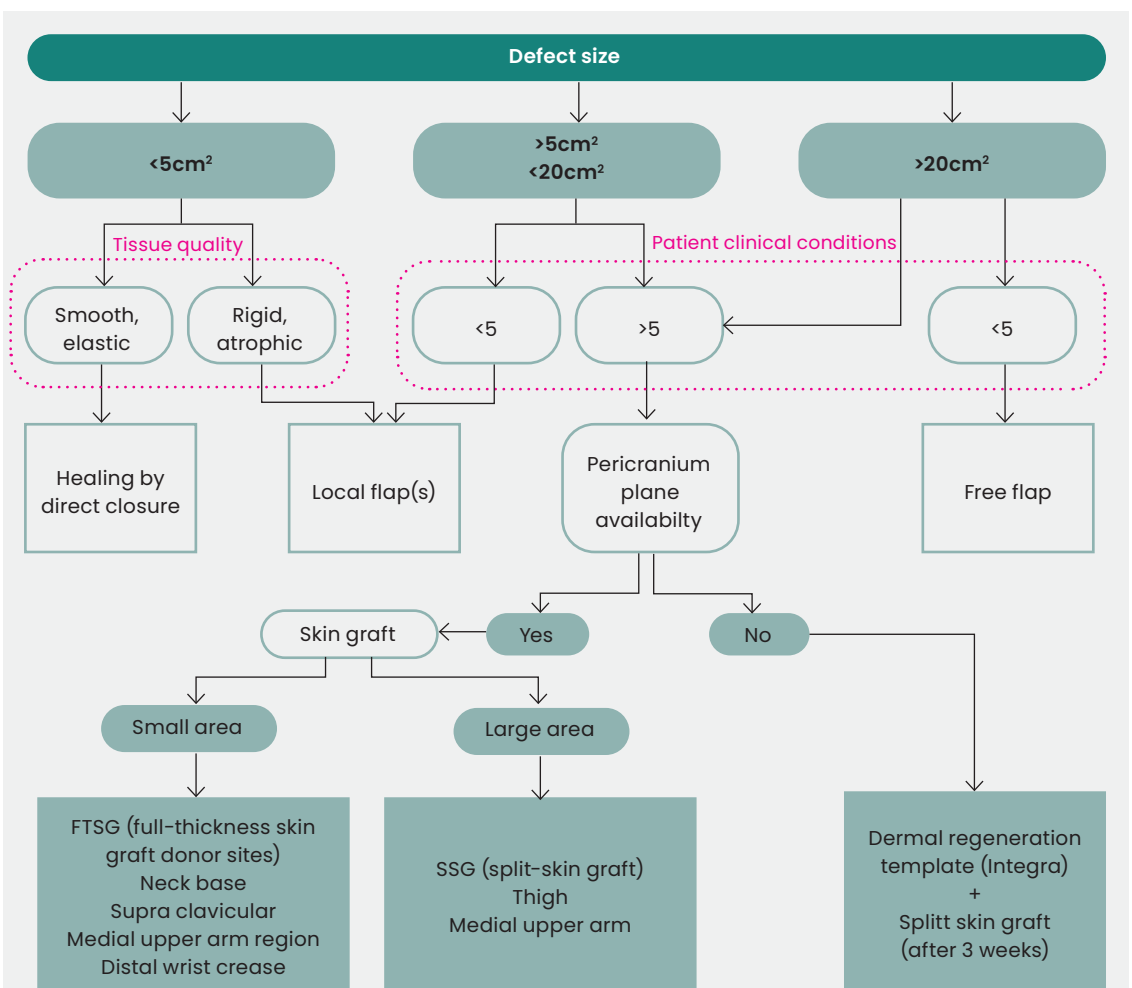 Defect size
<5cm²
>5cm²
<20cm²
>20cm²
Tissue quality
Patient clinical conditions
Smooth,
elastic
Rigid,
atrophic
<5
>5
<5
Healing by
direct closure
Local flap(s)
Pericranium
plane
availabilty
Free flap
Skin graft
Yes
No
Small area
Large area
FTSG (full-thickness skin
graft donor sites)
Neck base
Supra clavicular
Medial upper arm region
Distal wrist crease
SSG (split-skin graft)
Thigh
Medial upper arm
Dermal regeneration
template (Integra)
+
Splitt skin graft
(after 3 weeks)